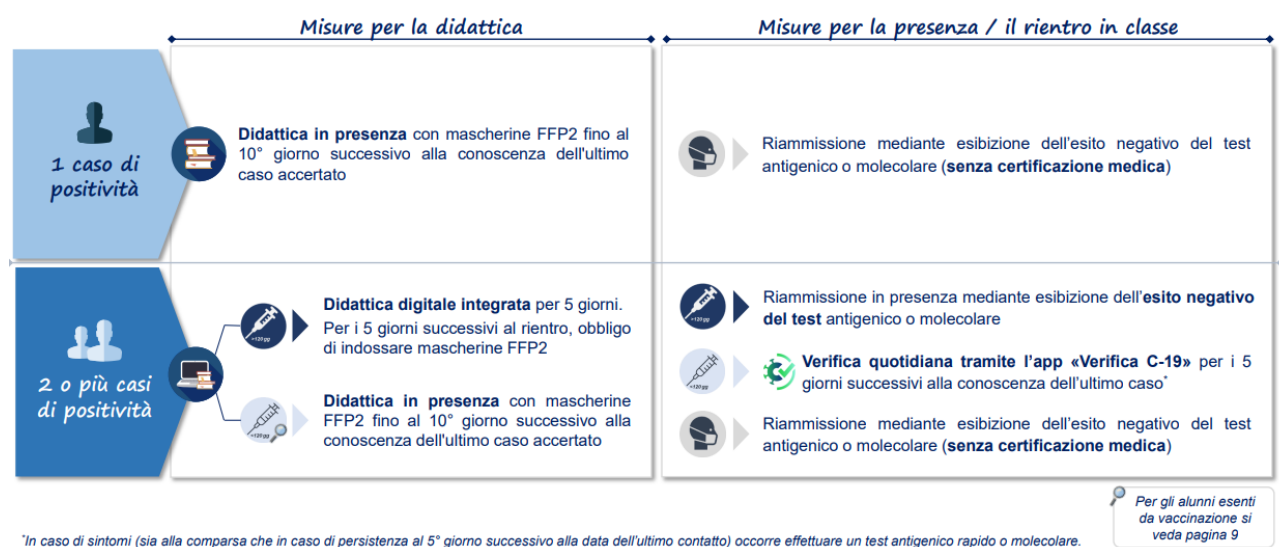 Misure per la didattica
Misure per la presenza / il rientro in classe
1 caso di
positività
Didattica in presenza con mascherine FFP2 fino al
10° giorno successivo alla conoscenza dell'ultimo
caso accertato
Riammissione mediante esibizione dell'esito negativo del test
antigenico o molecolare (senza certificazione medica)
2 o più casi
di positività
Didattica digitale integrata per 5 giorni.
Per i 5 giorni successivi al rientro, obbligo
di indossare mascherine FFP2
Didattica in presenza con mascherine
FFP2 fino al 10° giorno successivo alla
conoscenza dell'ultimo caso accertato
Riammissione in presenza mediante esibizione dell'esito negativo
del test antigenico o molecolare
Verifica quotidiana tramite l'app «Verifica C-19» per i 5
giorni successivi alla conoscenza dell'ultimo caso*
Riammissione mediante esibizione dell'esito negativo del test
antigenico o molecolare (senza certificazione medica)
Per gli alunni esenti
da vaccinazione si
veda pagina 9
*In caso di sintomi (sia alla comparsa che in caso di persistenza al 5° giorno successivo alla data dell'ultimo contatto) occorre effettuare un test antigenico rapido o molecolare.